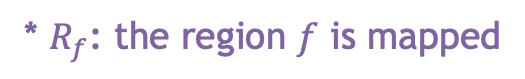 * R_f: the region f is mapped